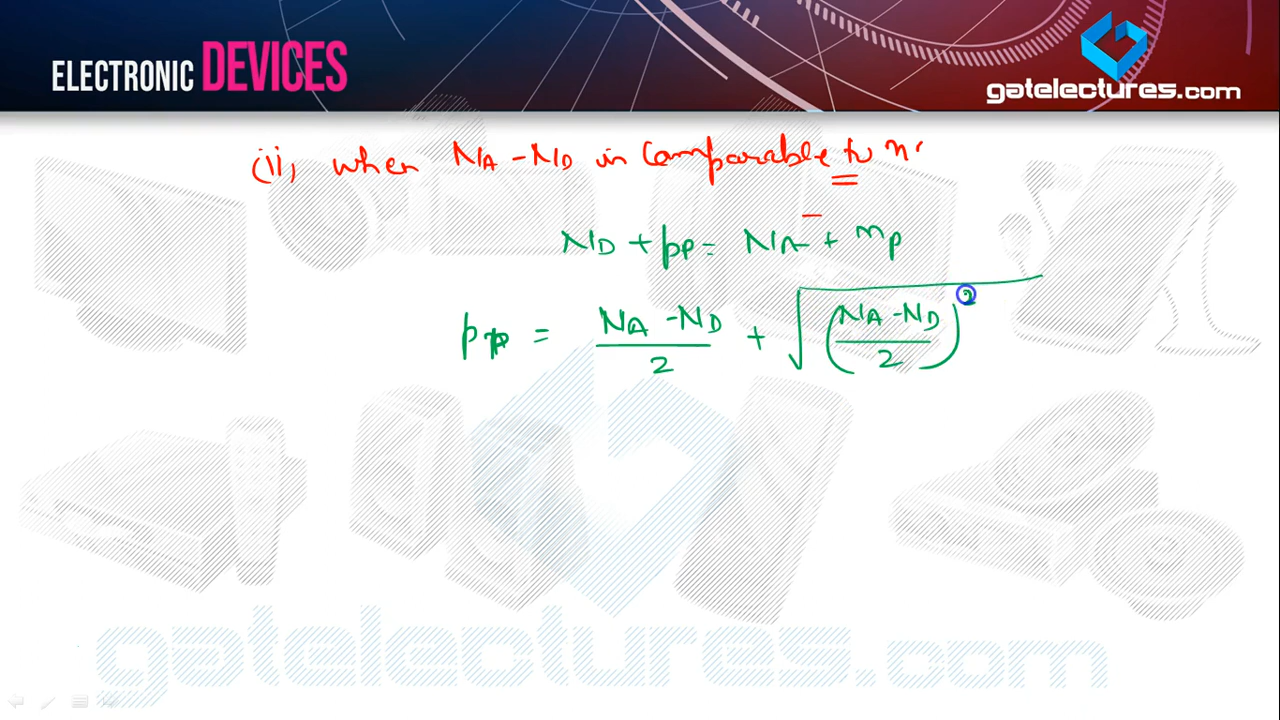 ELECTRONIC DEVICES
gatelectures.com
(ii) when NA - ND in comparable to ni
ND + pp = NA + np
pp = NA - ND / 2 + √(NA - ND / 2)²
gatelectures.com